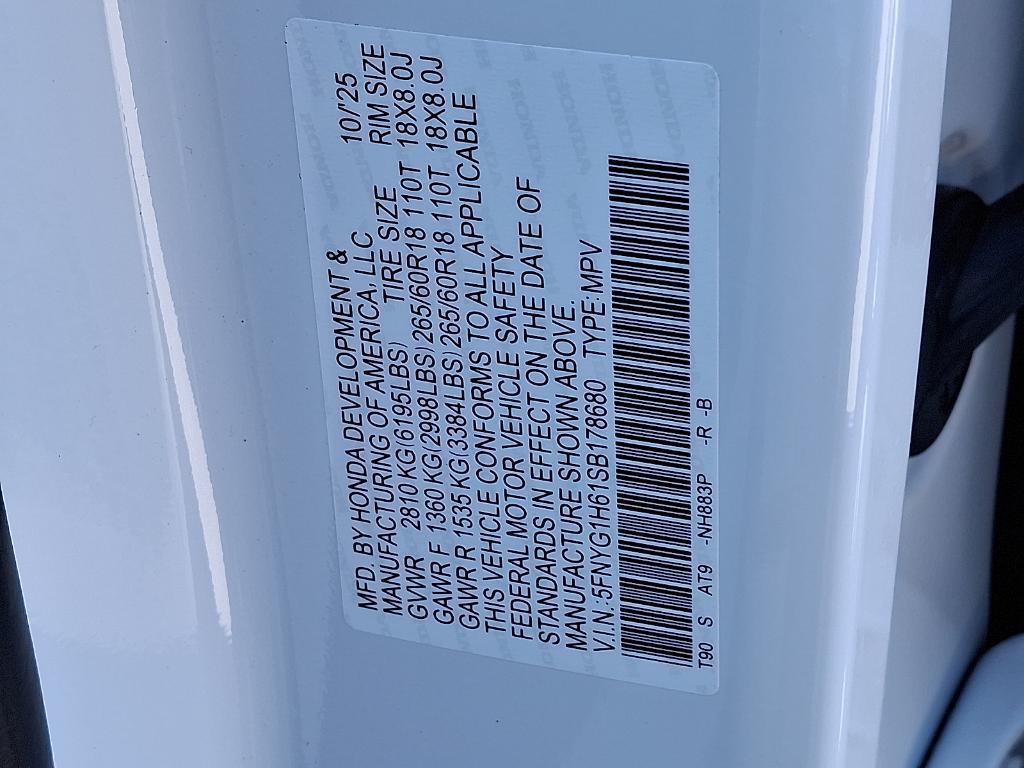 MFD. BY HONDA DEVELOPMENT &
MANUFACTURING OF AMERICA, LLC 10/'25
GVWR 2810 KG(6195LBS) TIRE SIZE RIM SIZE
GAWR F 1360 KG(2998LBS) 265/60R18 110T 18X8.0J
GAWR R 1535 KG(3384LBS) 265/60R18 110T 18X8.0J
THIS VEHICLE CONFORMS TO ALL APPLICABLE
FEDERAL MOTOR VEHICLE SAFETY
STANDARDS IN EFFECT ON THE DATE OF
MANUFACTURE SHOWN ABOVE.
V.I.N.:5FNYG1H61SB178680 TYPE:MPV
T90 S AT9 -NH883P -R -B